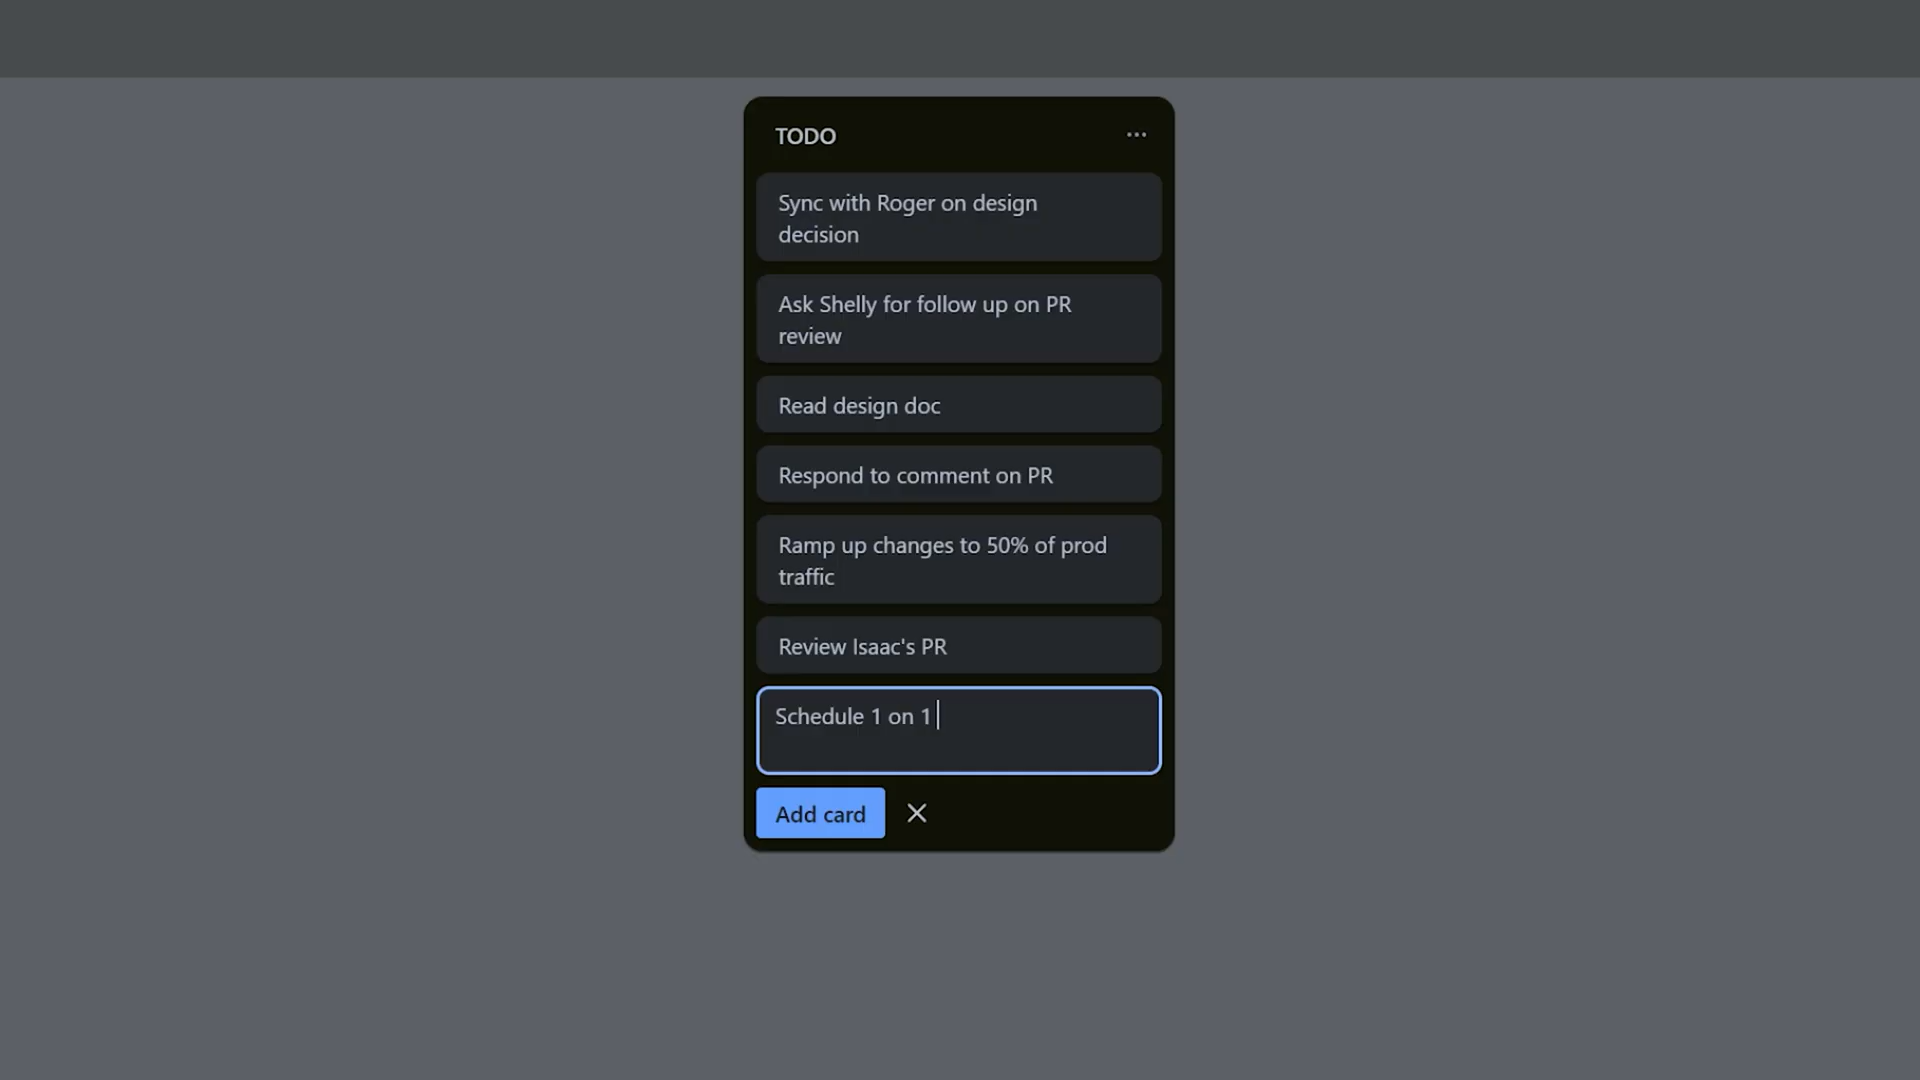 TODO
Sync with Roger on design
decision
Ask Shelly for follow up on PR
review
Read design doc
Respond to comment on PR
Ramp up changes to 50% of prod
traffic
Review Isaac's PR
Schedule 1 on 1
Add card